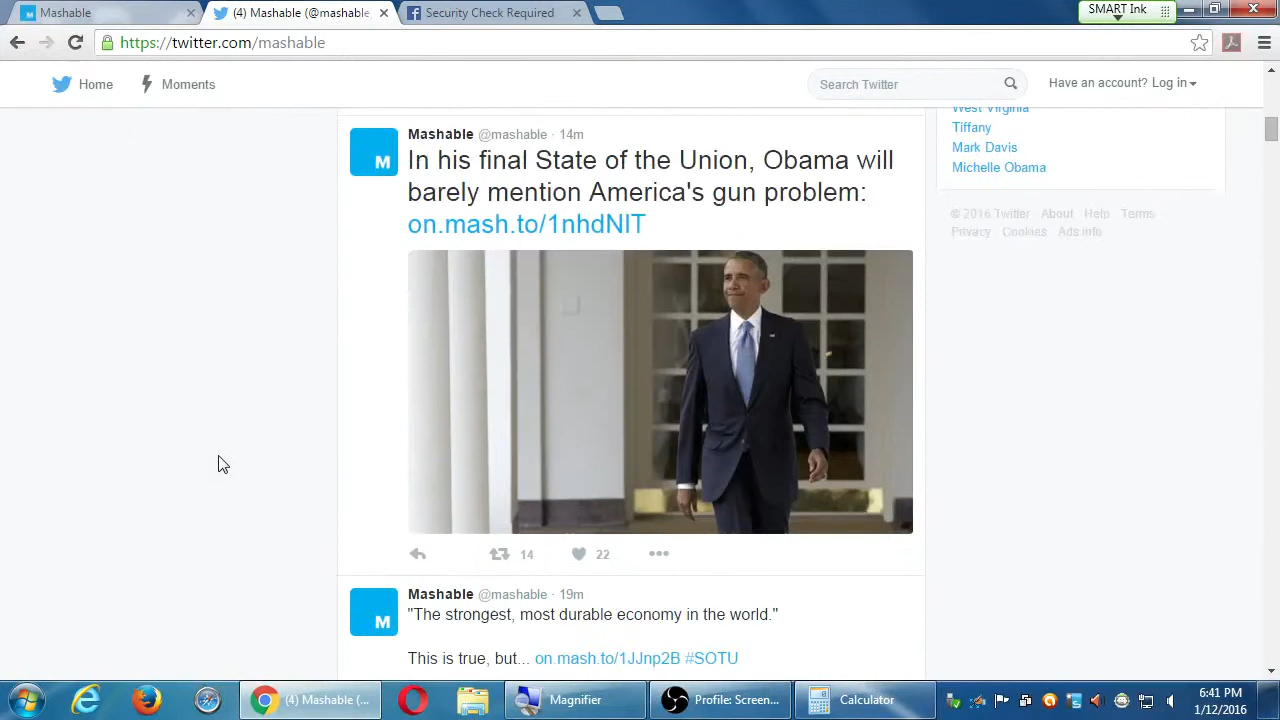 Mashable
(4) Mashable (@mashable
Security Check Required
SMART Ink
https://twitter.com/mashable
Home
Moments
Search Twitter
Have an account? Log in
West Virginia
Tiffany
Mark Davis
Michelle Obama
© 2016 Twitter About Help Terms
Privacy Cookies Ads info
Mashable @mashable · 14m
In his final State of the Union, Obama will
barely mention America's gun problem:
on.mash.to/1nhdNIT
14
22
M
Mashable @mashable · 19m
"The strongest, most durable economy in the world."
This is true, but... on.mash.to/1JJnp2B #SOTU
M
(4) Mashable (...
Magnifier
Profile: Screen...
Calculator
6:41 PM
1/12/2016